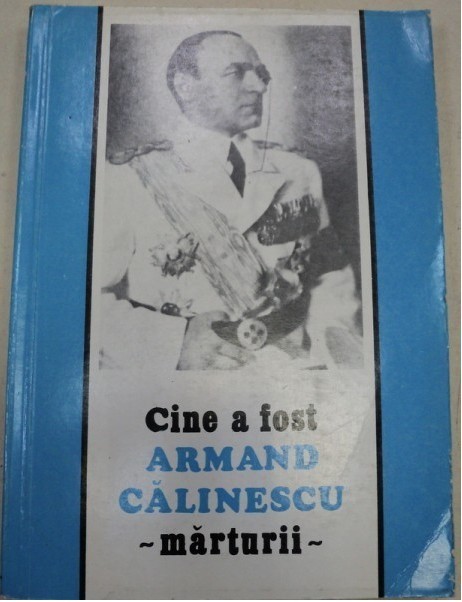 Cine a fost
ARMAND
CĂLINESCU
~mărturii~